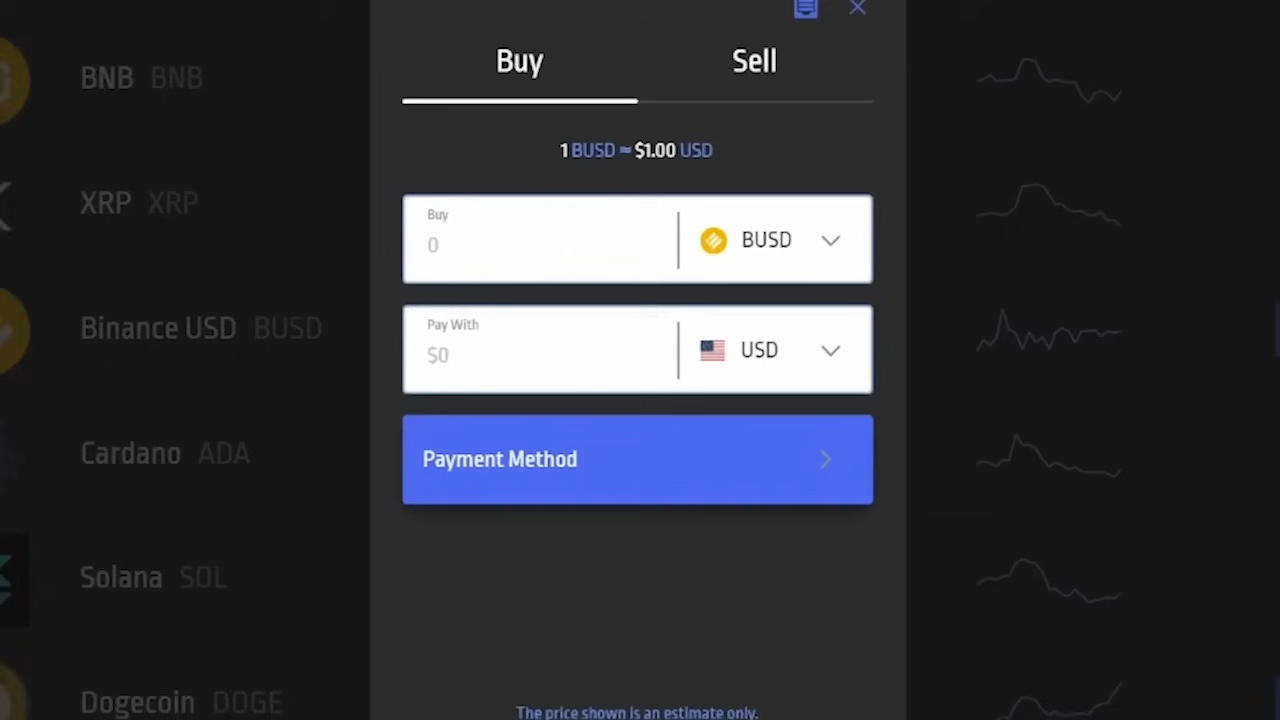 Buy Sell
1 BUSD ≈ $1.00 USD
Buy
0 BUSD
Pay With
$0 USD
Payment Method
The price shown is an estimate only.
BNB BNB
XRP XRP
Binance USD BUSD
Cardano ADA
Solana SOL
Dogecoin DOGE